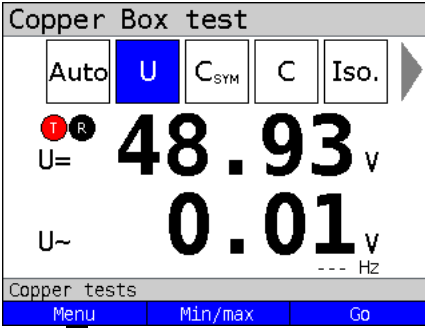 Copper Box test
Auto U CSYM C Iso.
T R
U= 48.93 V
U~ 0.01 V
--- Hz
Copper tests
Menu Min/max Go